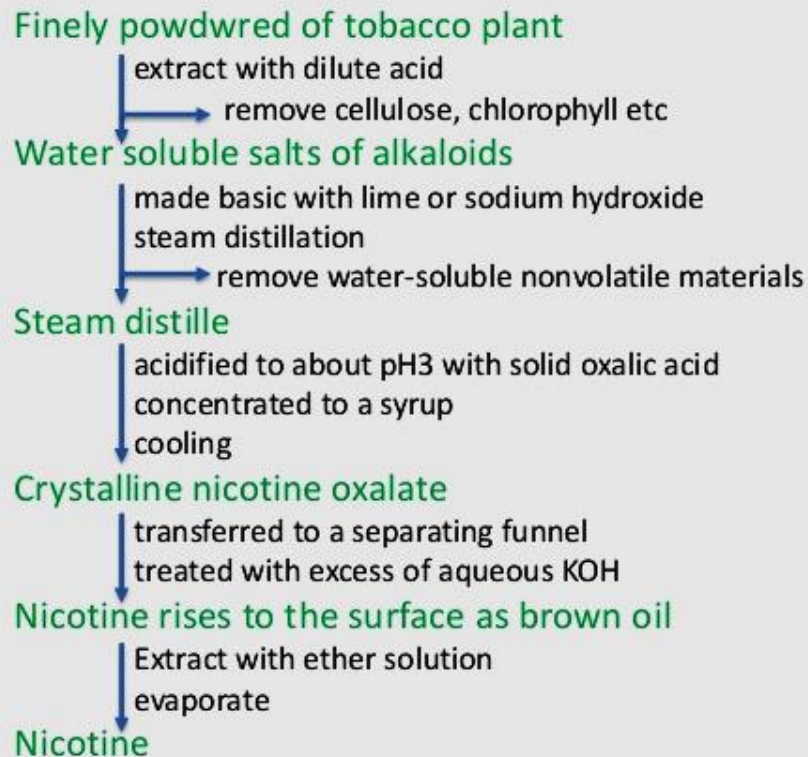 Finely powdwred of tobacco plant
extract with dilute acid
remove cellulose, chlorophyll etc
Water soluble salts of alkaloids
made basic with lime or sodium hydroxide
steam distillation
remove water-soluble nonvolatile materials
Steam distille
acidified to about pH3 with solid oxalic acid
concentrated to a syrup
cooling
Crystalline nicotine oxalate
transferred to a separating funnel
treated with excess of aqueous KOH
Nicotine rises to the surface as brown oil
Extract with ether solution
evaporate
Nicotine